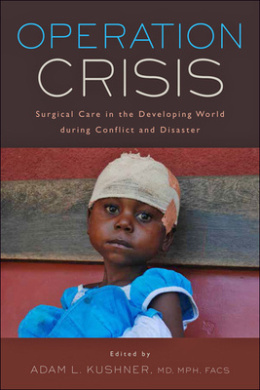 OPERATION
CRISIS
Surgical Care in the Developing World
during Conflict and Disaster
Edited by
ADAM L. KUSHNER, MD, MPH, FACS